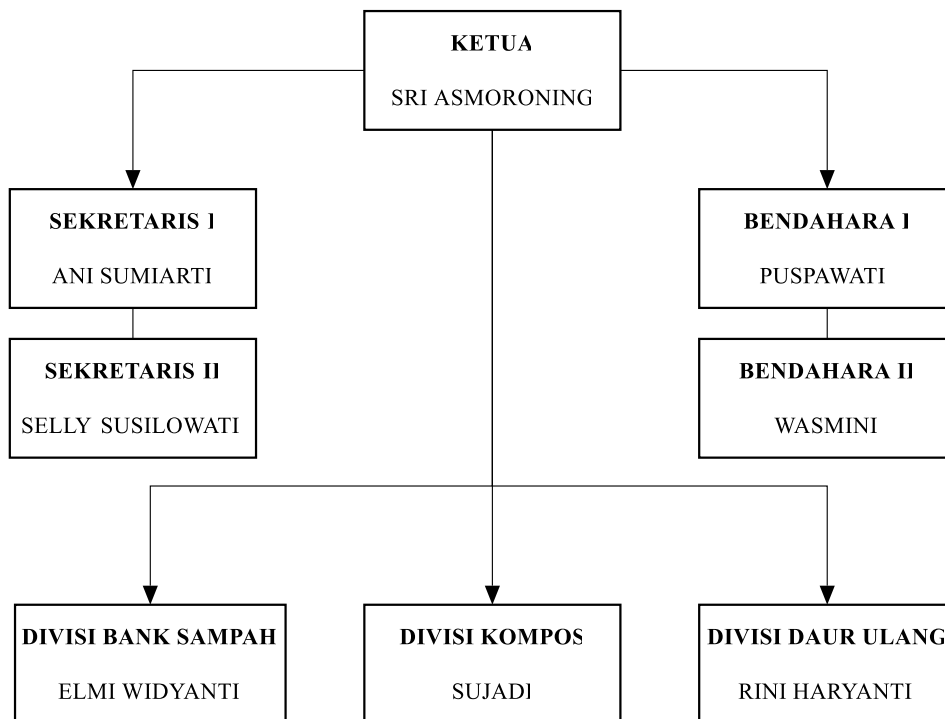 KETUA
SRI ASMORONING
SEKRETARIS I
ANI SUMIARTI
BENDAHARA I
PUSPAWATI
SEKRETARIS II
SELLY SUSILOWATI
BENDAHARA II
WASMINI
DIVISI BANK SAMPAH
ELMI WIDYANTI
DIVISI KOMPOS
SUJADI
DIVISI DAUR ULANG
RINI HARYANTI